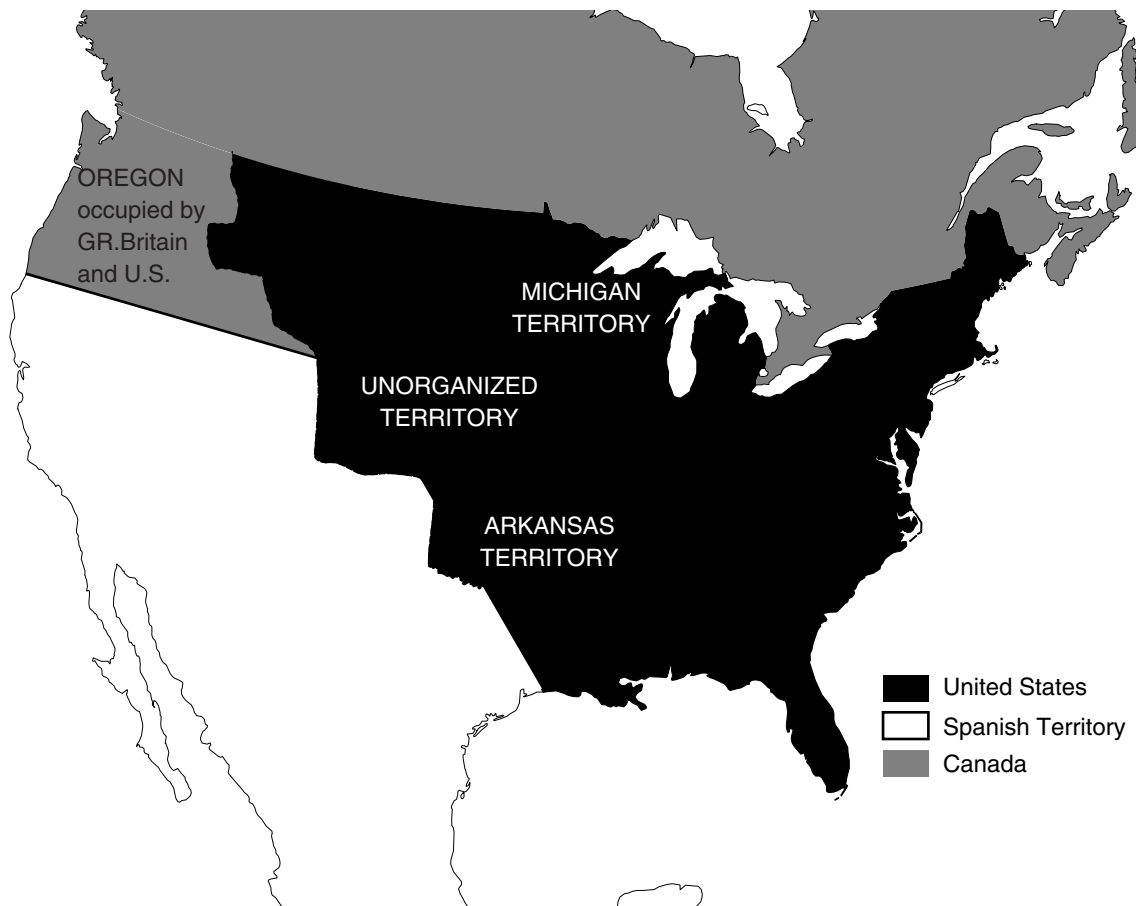 OREGON
occupied by
GR.Britain
and U.S.
MICHIGAN
TERRITORY
UNORGANIZED
TERRITORY
ARKANSAS
TERRITORY
United States
Spanish Territory
Canada